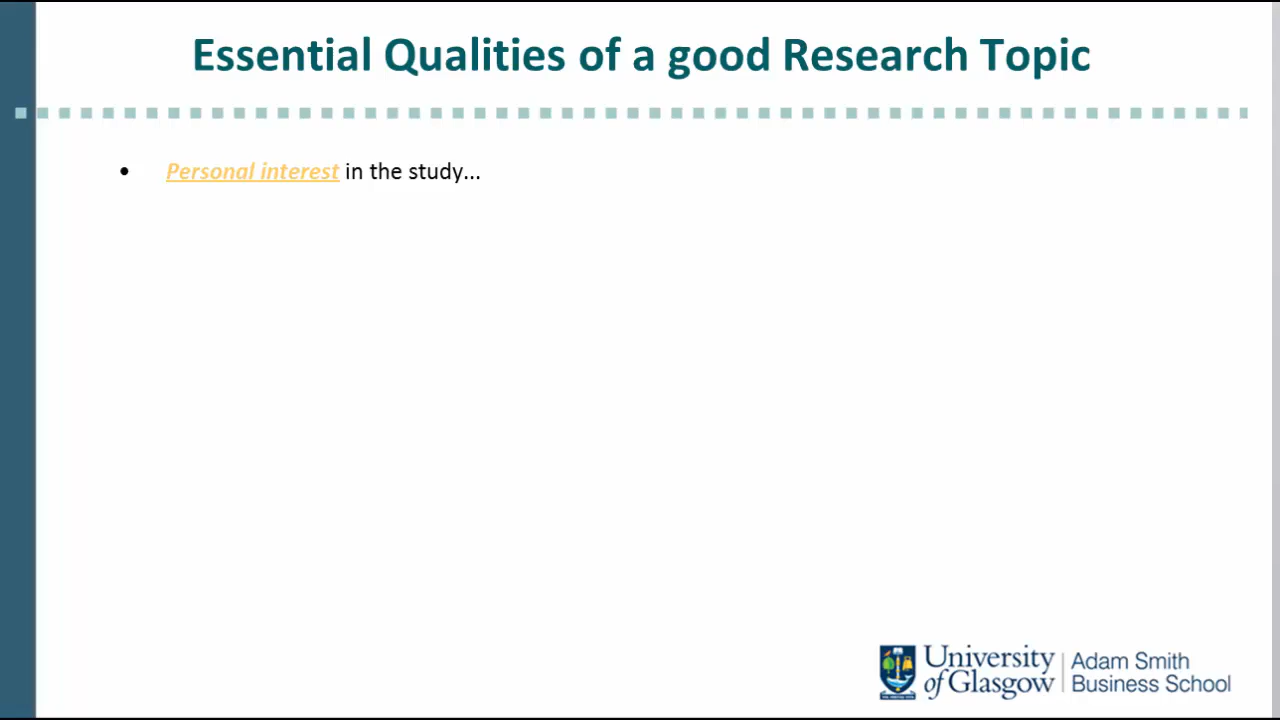 Essential Qualities of a good Research Topic
• Personal interest in the study...
University of Glasgow
Adam Smith Business School